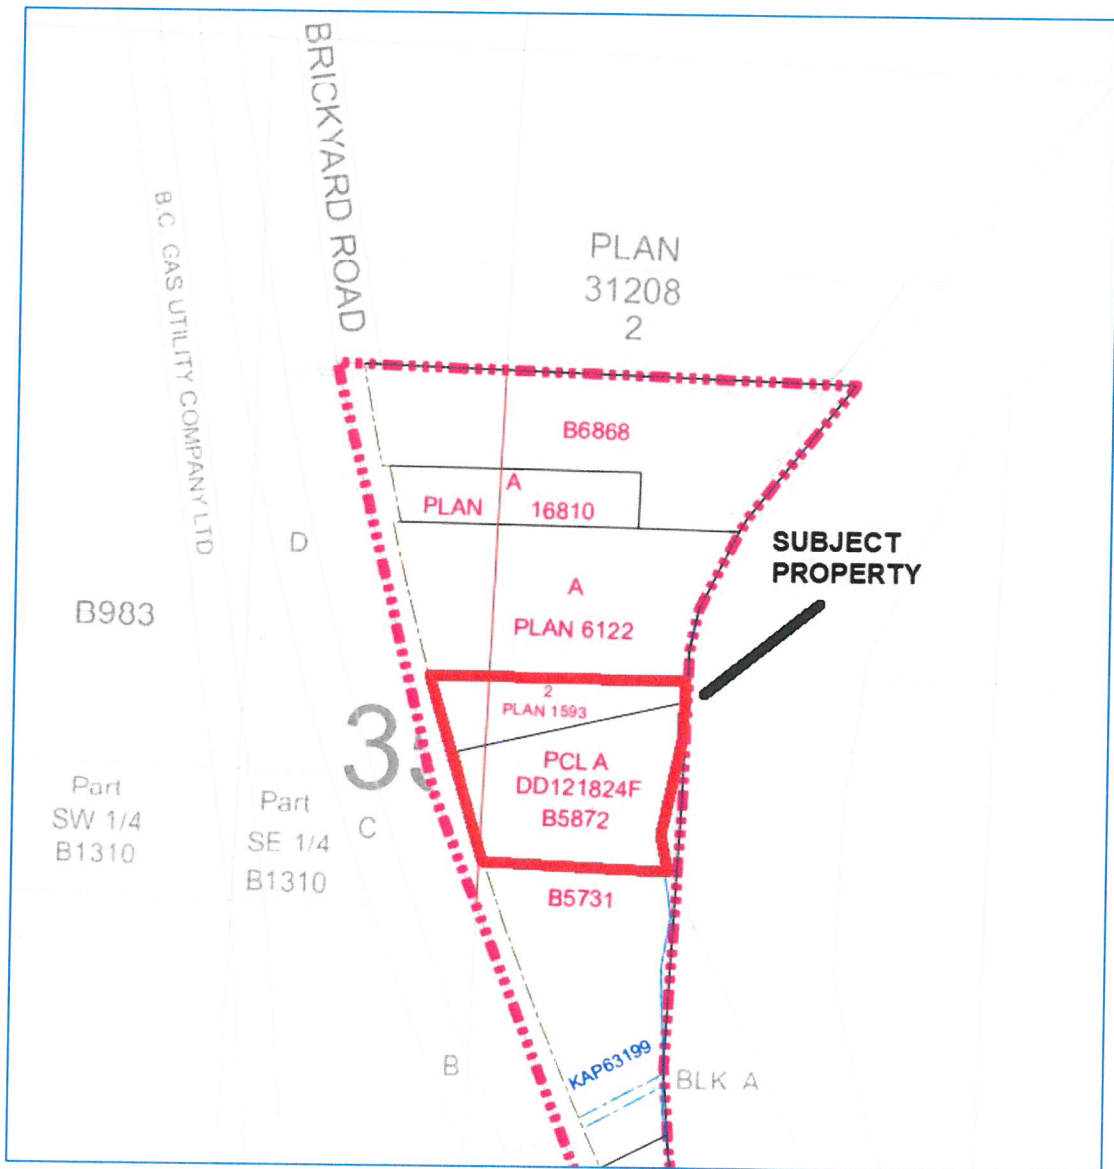 BRICKYARD ROAD
B.C. GAS UTILITY COMPANY LTD
PLAN
31208
2
B6868
A
PLAN 16810
D
SUBJECT
PROPERTY
A
B983
PLAN 6122
2
PLAN 1593
PCL A
DD121824F
B5872
Part
SW 1/4
B1310
Part
SE 1/4
B1310
C
B5731
KAP63199
B
BLK A